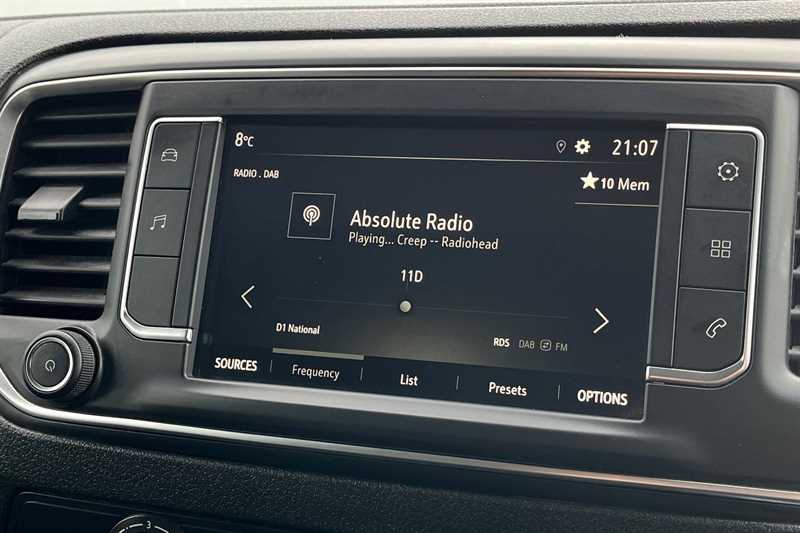 8°C
21:07
RADIO . DAB
10 Mem
Absolute Radio
Playing... Creep -- Radiohead
11D
D1 National
RDS DAB FM
SOURCES Frequency List Presets OPTIONS
3